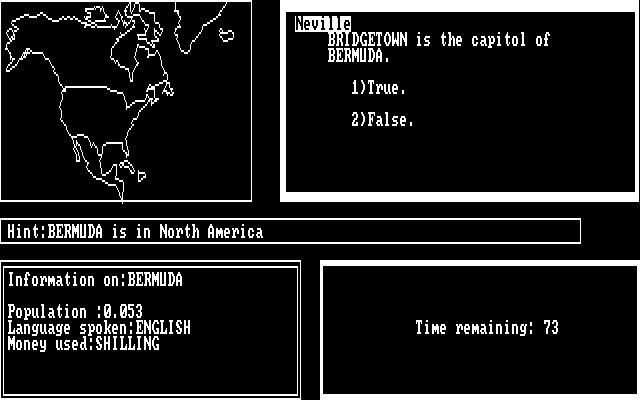 Neville
BRIDGETOWN is the capitol of
BERMUDA.
1)True.
2)False.
Hint:BERMUDA is in North America
Information on:BERMUDA
Population :0.053
Language spoken:ENGLISH
Money used:SHILLING
Time remaining: 73